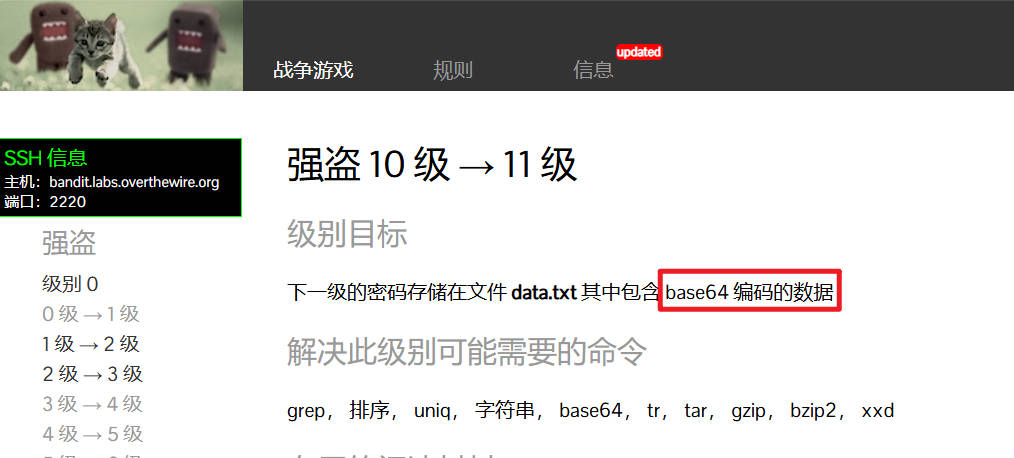 updated
战争游戏 规则 信息
SSH 信息
主机：bandit.labs.overthewire.org
端口：2220
强盗
级别 0
0 级 → 1 级
1 级 → 2 级
2 级 → 3 级
3 级 → 4 级
4 级 → 5 级
强盗 10 级 → 11 级
级别目标
下一级的密码存储在文件 data.txt 其中包含 base64 编码的数据
解决此级别可能需要的命令
grep， 排序， uniq， 字符串， base64， tr， tar， gzip， bzip2， xxd